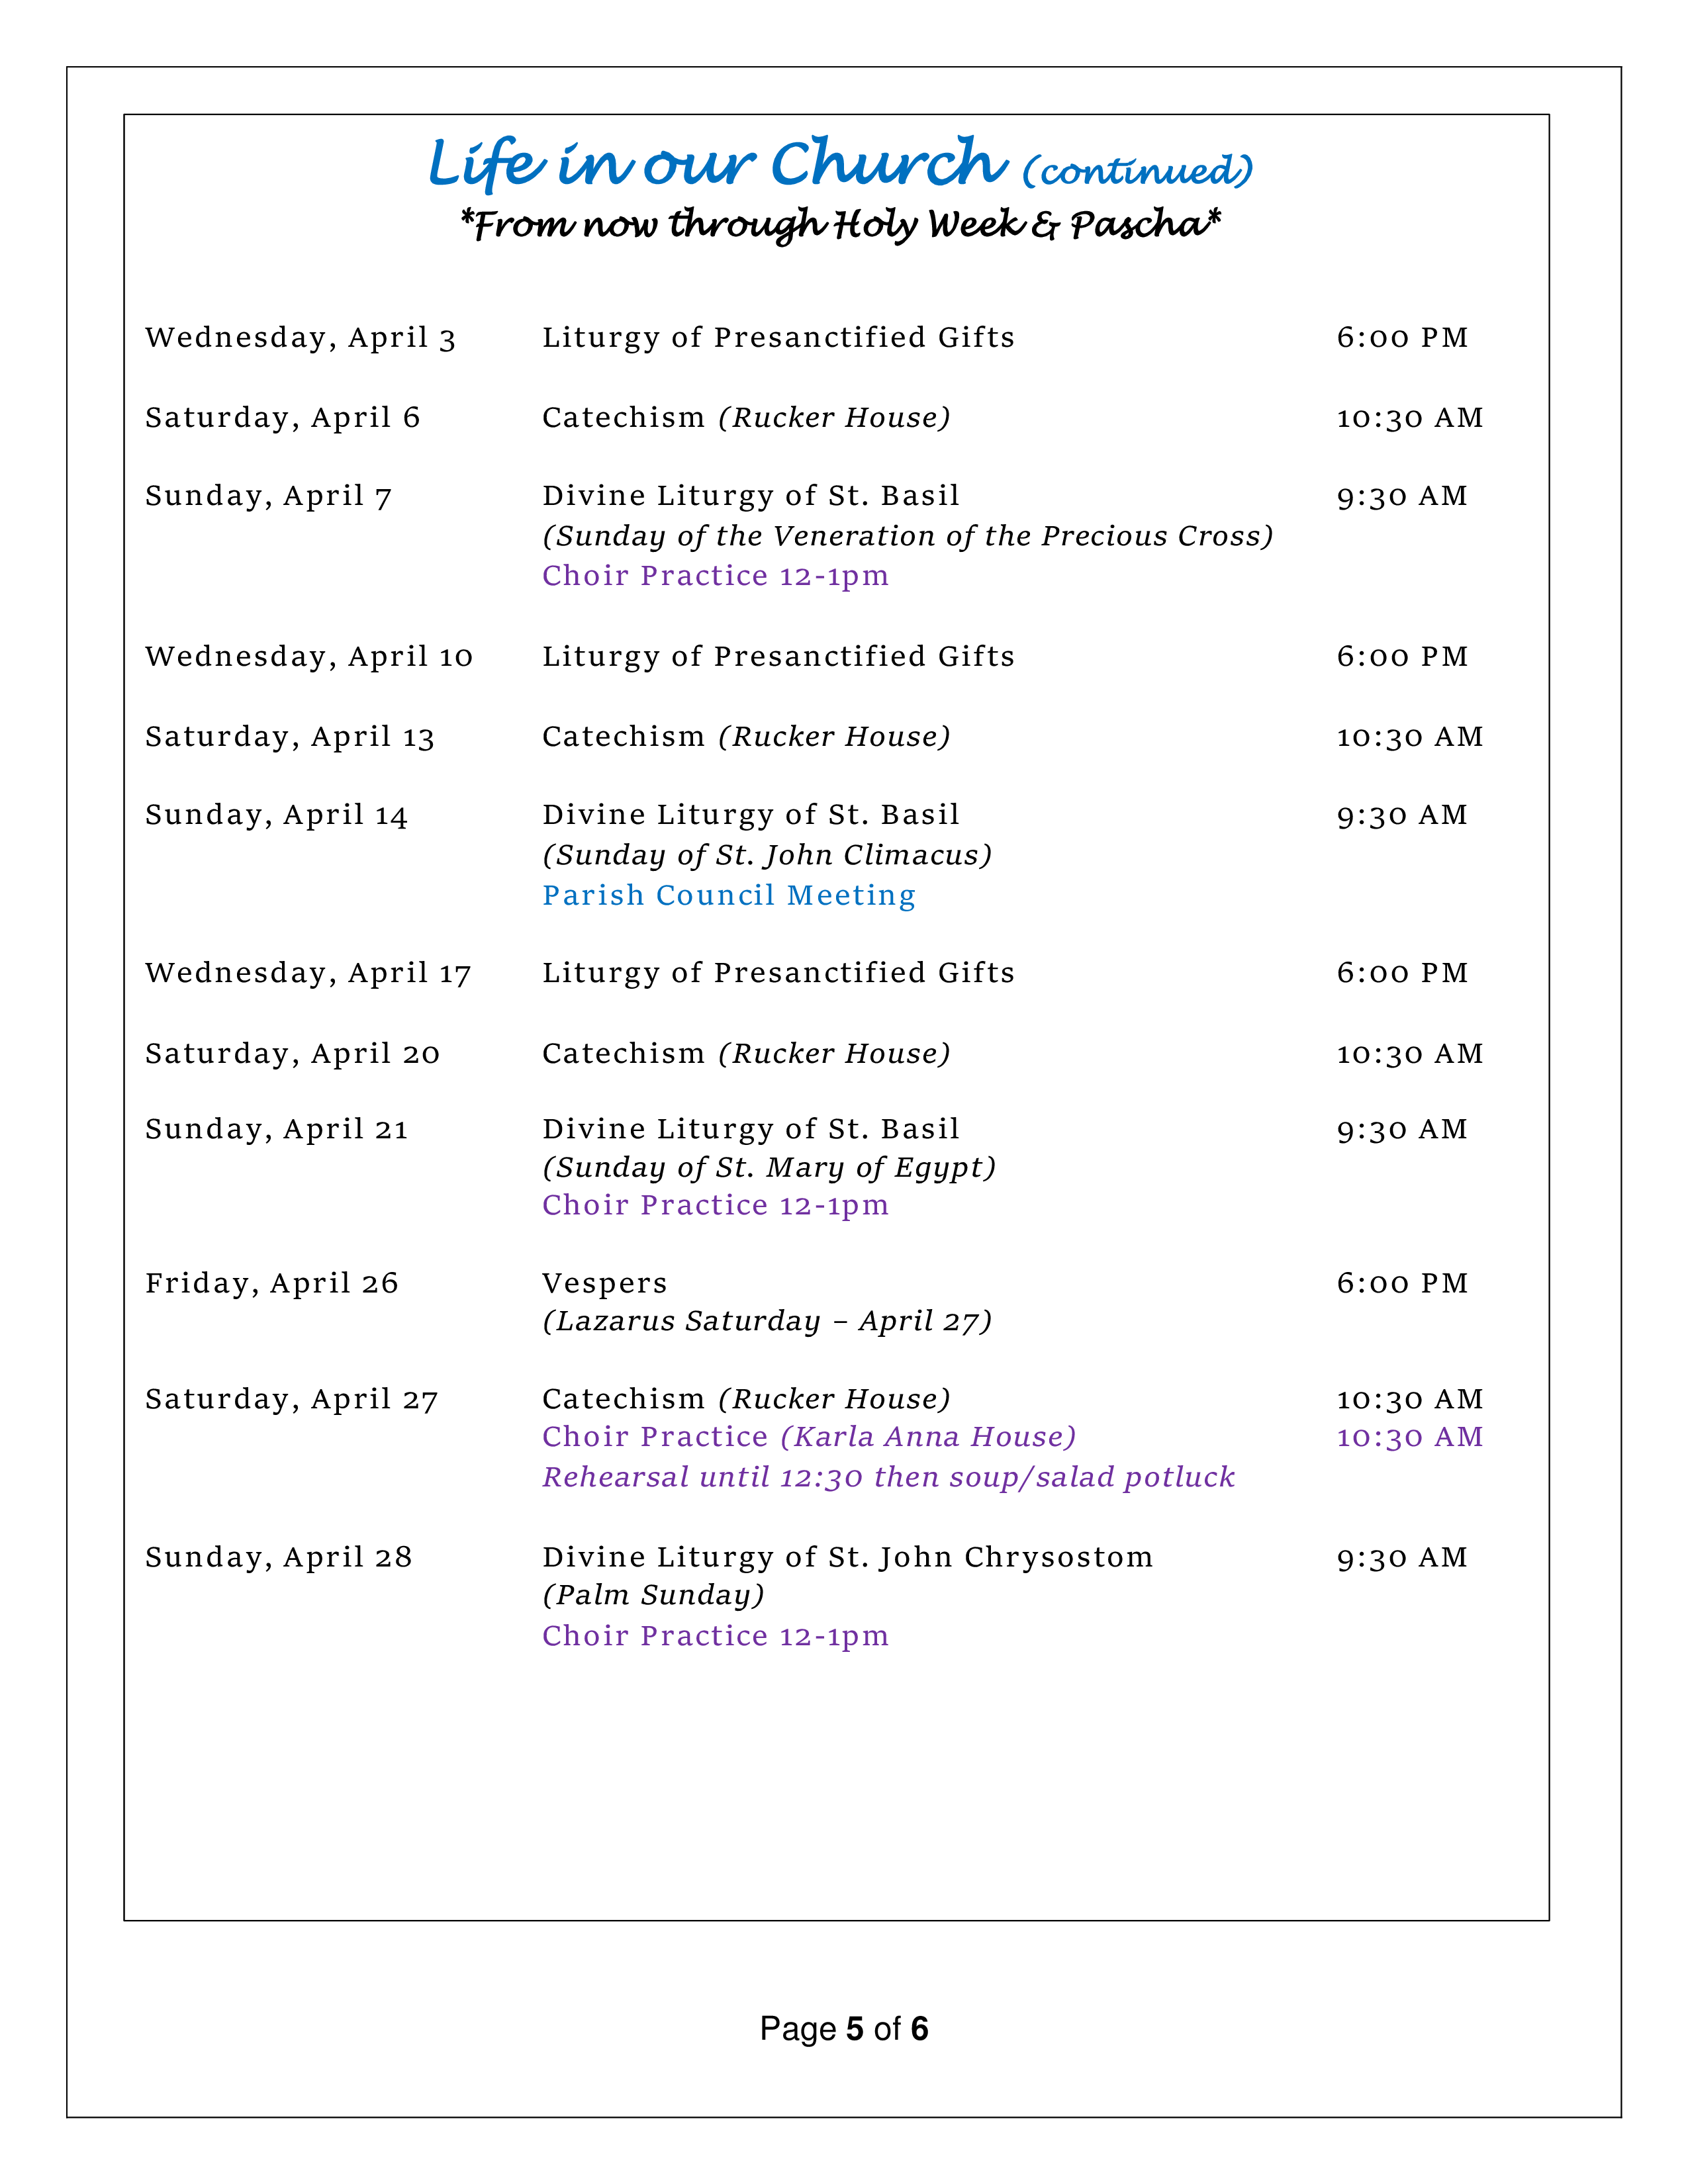 Life in our Church (continued)
*From now through Holy Week & Pascha*
Wednesday, April 3 Liturgy of Presanctified Gifts 6:00 PM
Saturday, April 6 Catechism (Rucker House) 10:30 AM
Sunday, April 7 Divine Liturgy of St. Basil 9:30 AM
(Sunday of the Veneration of the Precious Cross)
Choir Practice 12-1pm
Wednesday, April 10 Liturgy of Presanctified Gifts 6:00 PM
Saturday, April 13 Catechism (Rucker House) 10:30 AM
Sunday, April 14 Divine Liturgy of St. Basil 9:30 AM
(Sunday of St. John Climacus)
Parish Council Meeting
Wednesday, April 17 Liturgy of Presanctified Gifts 6:00 PM
Saturday, April 20 Catechism (Rucker House) 10:30 AM
Sunday, April 21 Divine Liturgy of St. Basil 9:30 AM
(Sunday of St. Mary of Egypt)
Choir Practice 12-1pm
Friday, April 26 Vespers 6:00 PM
(Lazarus Saturday – April 27)
Saturday, April 27 Catechism (Rucker House) 10:30 AM
Choir Practice (Karla Anna House) 10:30 AM
Rehearsal until 12:30 then soup/salad potluck
Sunday, April 28 Divine Liturgy of St. John Chrysostom 9:30 AM
(Palm Sunday)
Choir Practice 12-1pm
Page 5 of 6